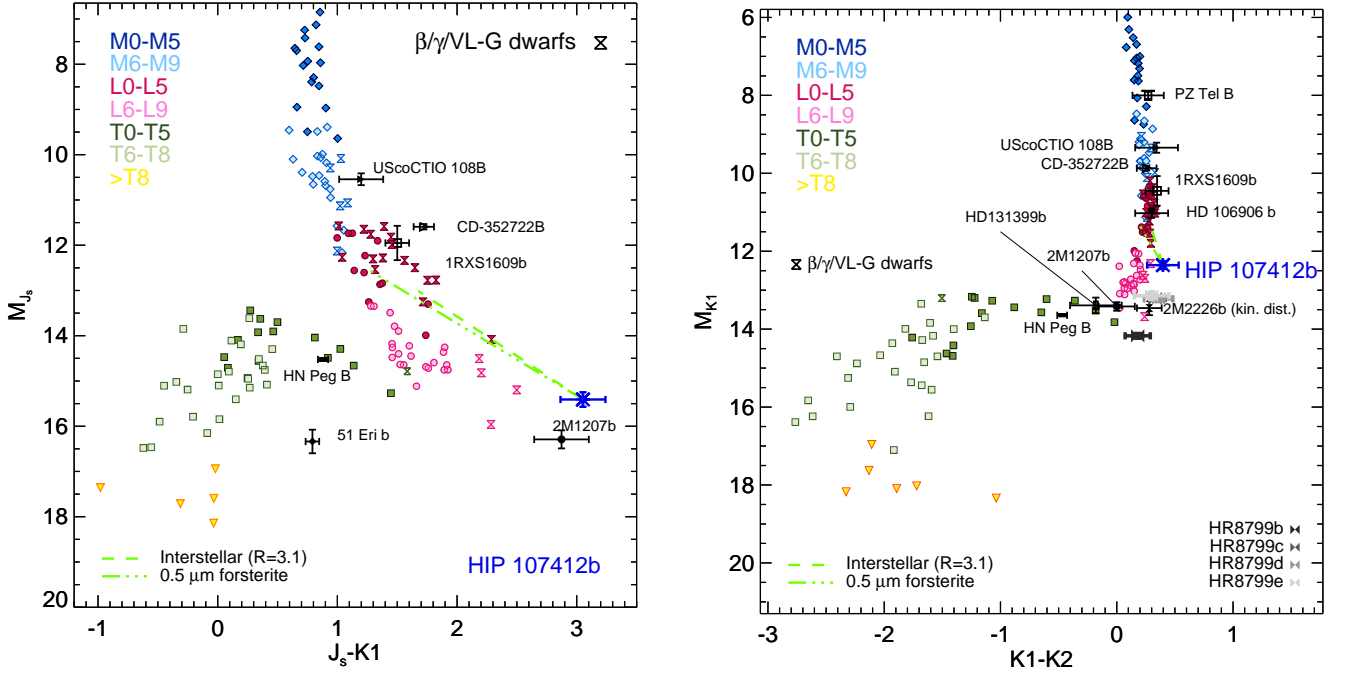 M0-M5
M6-M9
L0-L5
L6-L9
T0-T5
T6-T8
>T8
β/γ/VL-G dwarfs
UScoCTIO 108B
CD-352722B
1RXS1609b
HN Peg B
51 Eri b
2M1207b
Interstellar (R=3.1)
0.5 μm forsterite
HIP 107412b
8
10
12
14
16
18
20
M_Js
-1
0
1
2
3
J_s-K1
M0-M5
M6-M9
L0-L5
L6-L9
T0-T5
T6-T8
>T8
PZ Tel B
UScoCTIO 108B
CD-352722B
1RXS1609b
HD131399b
HD 106906 b
2M1207b
β/γ/VL-G dwarfs
HIP 107412b
2M2226b (kin. dist.)
HN Peg B
HR8799b
HR8799c
HR8799d
HR8799e
Interstellar (R=3.1)
0.5 μm forsterite
6
8
10
12
14
16
18
20
M_K1
-3
-2
-1
0
1
K1-K2